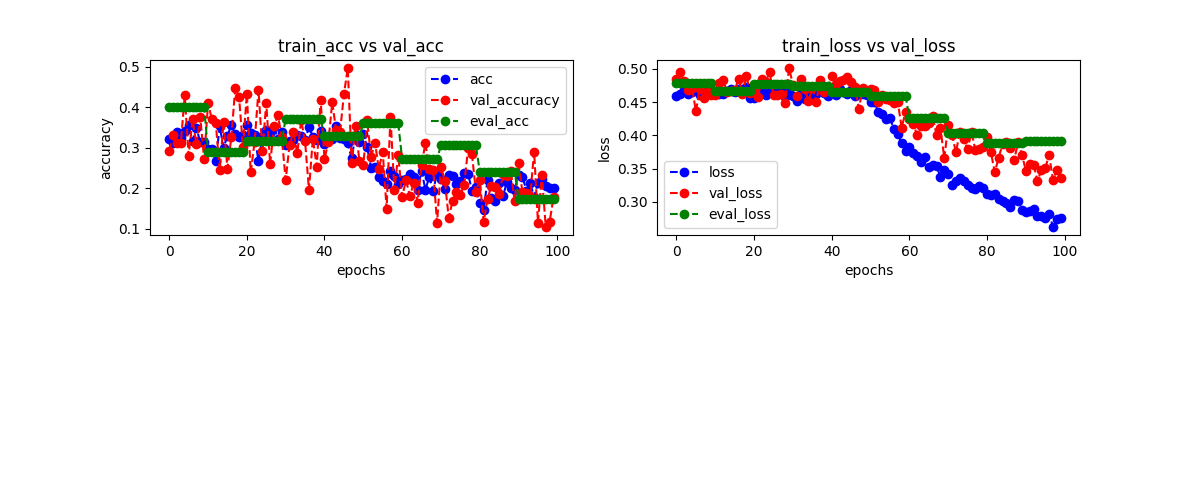 train_acc vs val_acc
accuracy
0.5
0.4
0.3
0.2
0.1
acc
val_accuracy
eval_acc
0 20 40 60 80 100
epochs
train_loss vs val_loss
loss
0.50
0.45
0.40
0.35
0.30
loss
val_loss
eval_loss
0 20 40 60 80 100
epochs